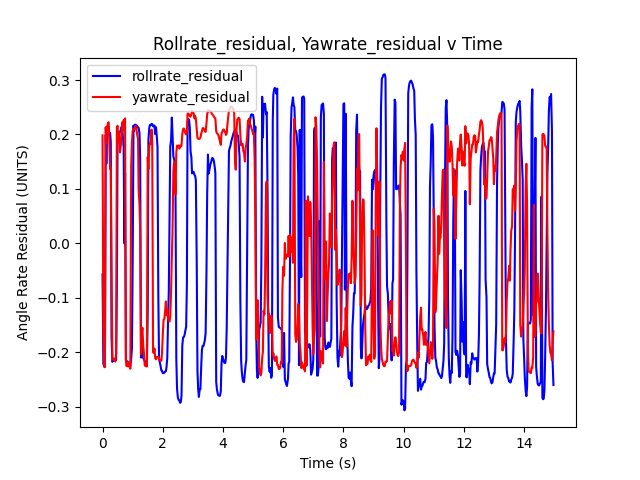 Rollrate_residual, Yawrate_residual v Time
rollrate_residual
yawrate_residual
Angle Rate Residual (UNITS)
0.3
0.2
0.1
0.0
−0.1
−0.2
−0.3
0 2 4 6 8 10 12 14
Time (s)